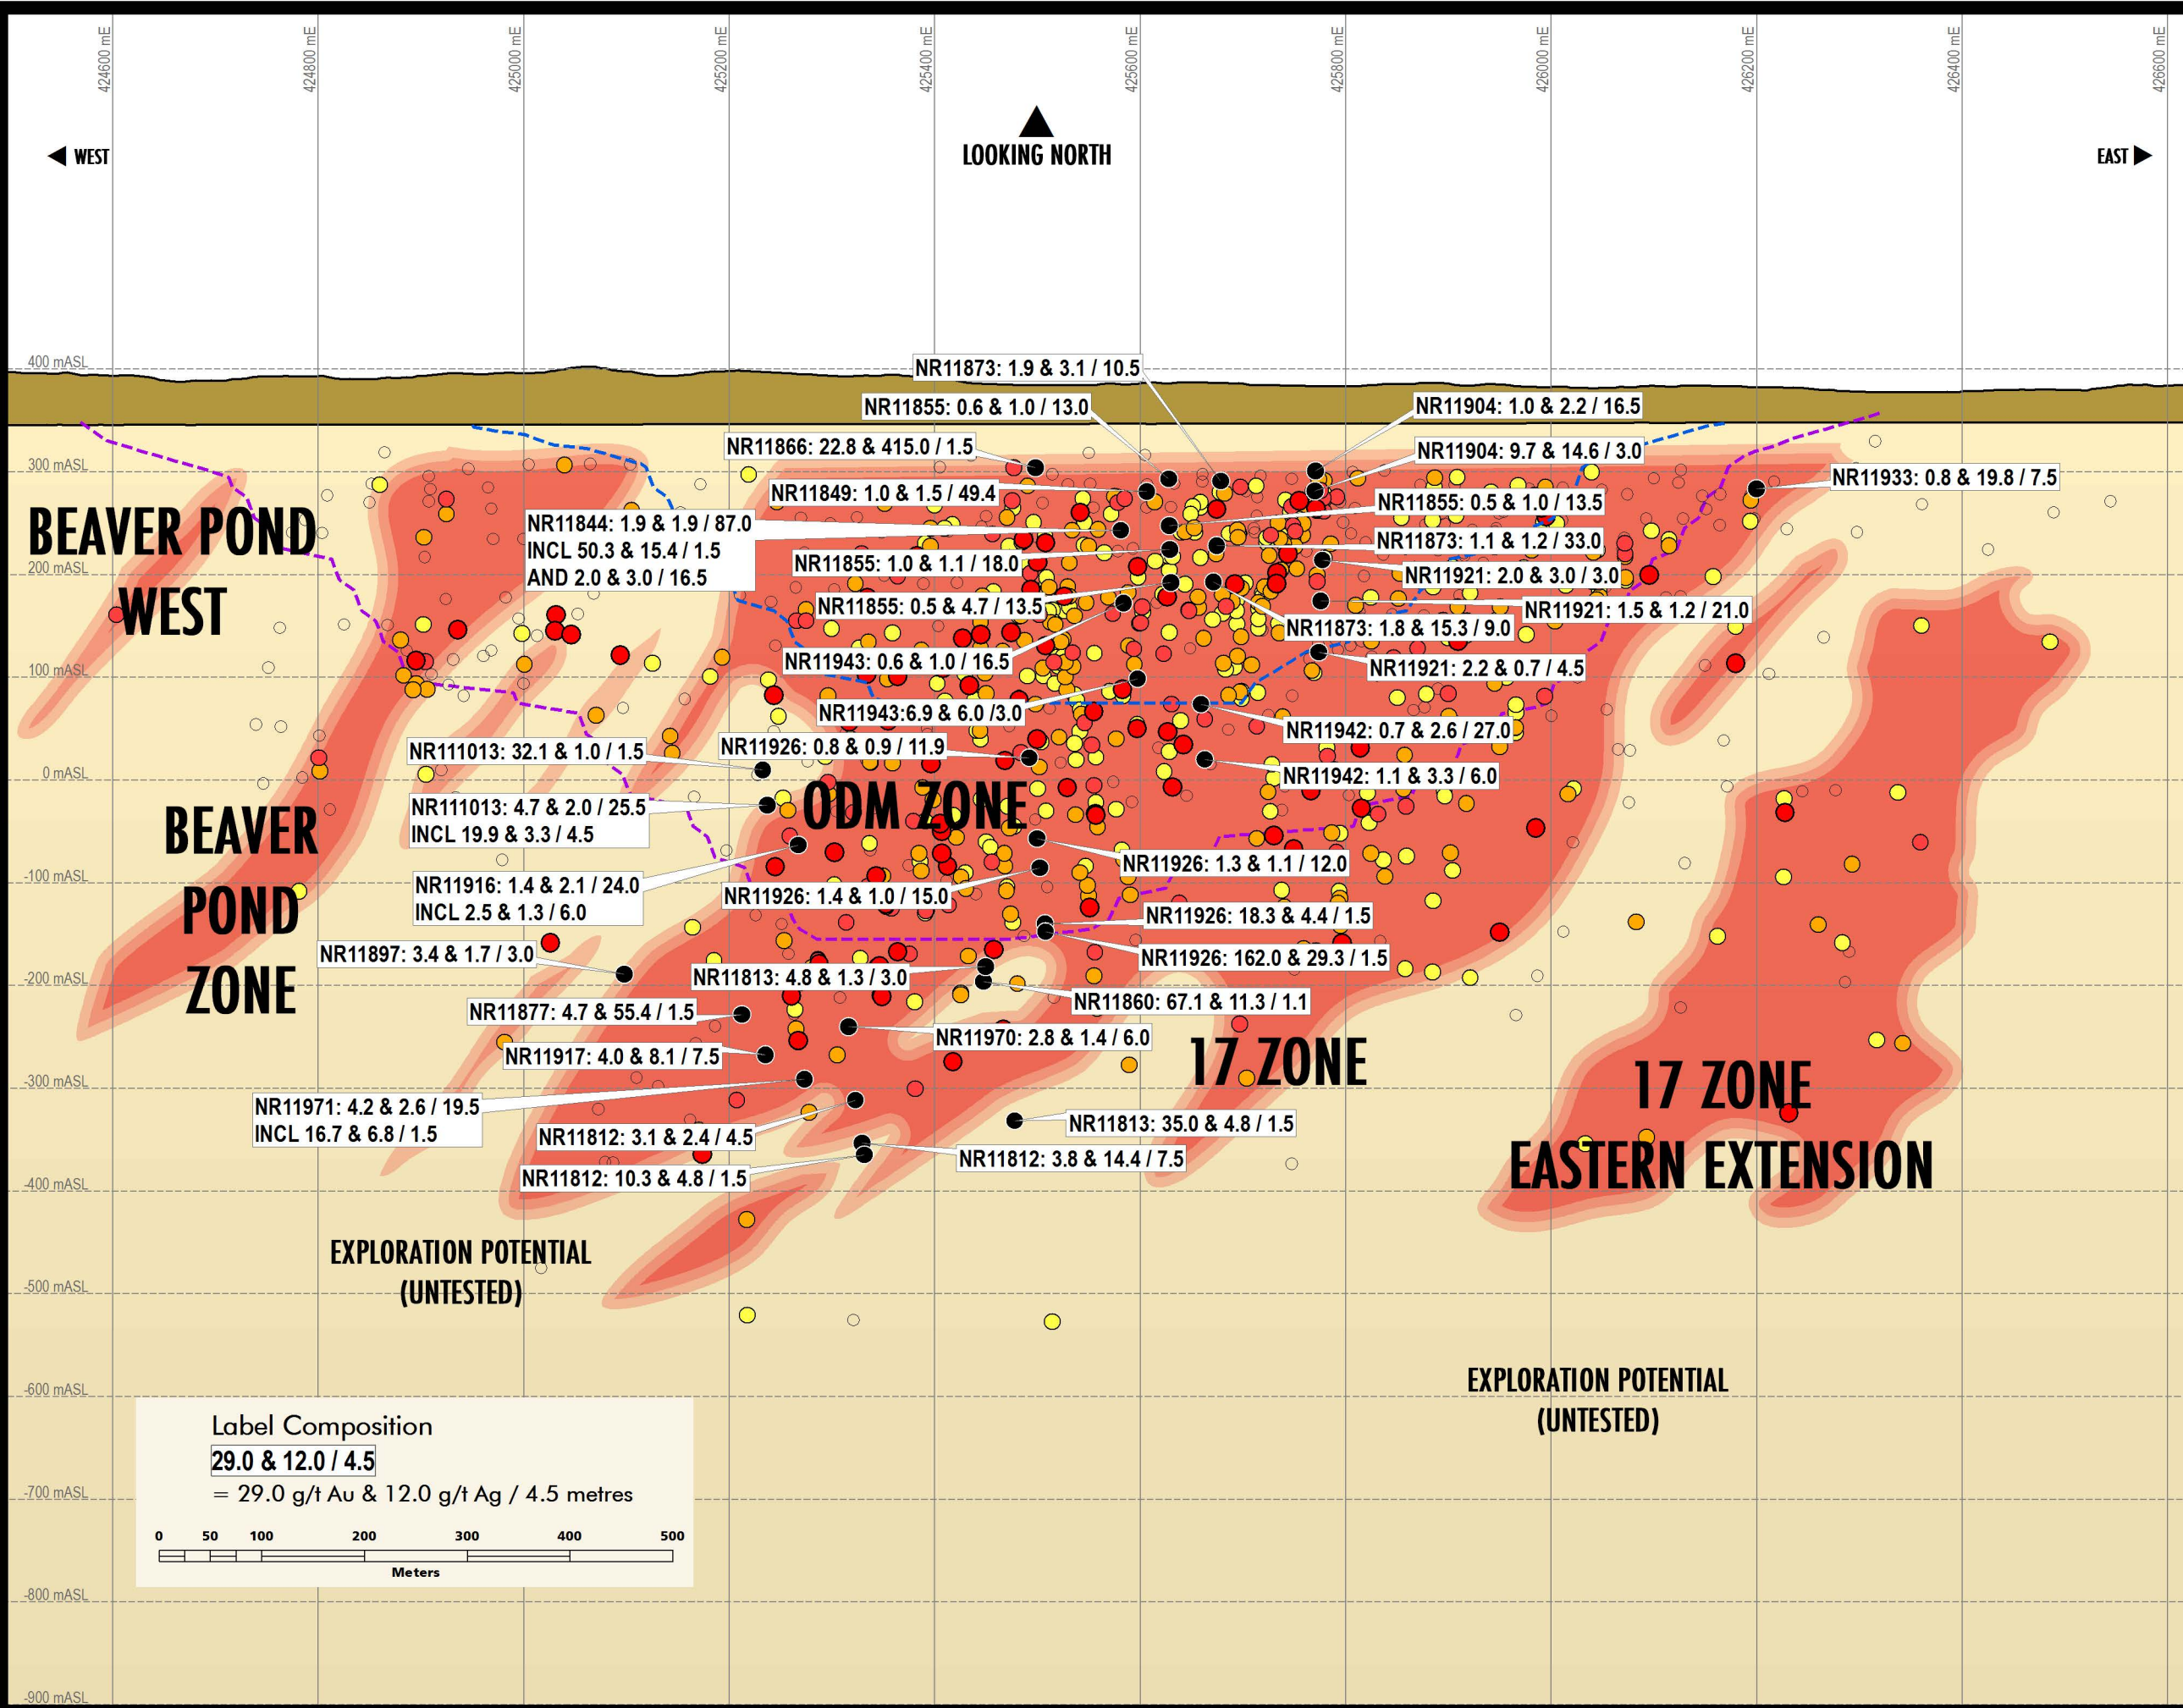 424600 mE
424800 mE
425000 mE
425200 mE
425400 mE
425600 mE
425800 mE
426000 mE
426200 mE
426400 mE
426600 mE
WEST
LOOKING NORTH
EAST
400 mASL
300 mASL
200 mASL
100 mASL
0 mASL
-100 mASL
-200 mASL
-300 mASL
-400 mASL
-500 mASL
-600 mASL
-700 mASL
-800 mASL
-900 mASL
NR11873: 1.9 & 3.1 / 10.5
NR11855: 0.6 & 1.0 / 13.0
NR11904: 1.0 & 2.2 / 16.5
NR11866: 22.8 & 415.0 / 1.5
NR11904: 9.7 & 14.6 / 3.0
NR11933: 0.8 & 19.8 / 7.5
NR11849: 1.0 & 1.5 / 49.4
NR11855: 0.5 & 1.0 / 13.5
NR11844: 1.9 & 1.9 / 87.0
INCL 50.3 & 15.4 / 1.5
AND 2.0 & 3.0 / 16.5
NR11873: 1.1 & 1.2 / 33.0
NR11855: 1.0 & 1.1 / 18.0
NR11921: 2.0 & 3.0 / 3.0
NR11855: 0.5 & 4.7 / 13.5
NR11921: 1.5 & 1.2 / 21.0
NR11873: 1.8 & 15.3 / 9.0
NR11943: 0.6 & 1.0 / 16.5
NR11921: 2.2 & 0.7 / 4.5
NR11943:6.9 & 6.0 /3.0
NR11942: 0.7 & 2.6 / 27.0
NR111013: 32.1 & 1.0 / 1.5
NR11926: 0.8 & 0.9 / 11.9
NR11942: 1.1 & 3.3 / 6.0
NR111013: 4.7 & 2.0 / 25.5
INCL 19.9 & 3.3 / 4.5
NR11926: 1.3 & 1.1 / 12.0
NR11916: 1.4 & 2.1 / 24.0
INCL 2.5 & 1.3 / 6.0
NR11926: 1.4 & 1.0 / 15.0
NR11926: 18.3 & 4.4 / 1.5
NR11897: 3.4 & 1.7 / 3.0
NR11926: 162.0 & 29.3 / 1.5
NR11813: 4.8 & 1.3 / 3.0
NR11860: 67.1 & 11.3 / 1.1
NR11877: 4.7 & 55.4 / 1.5
NR11970: 2.8 & 1.4 / 6.0
NR11917: 4.0 & 8.1 / 7.5
NR11971: 4.2 & 2.6 / 19.5
INCL 16.7 & 6.8 / 1.5
NR11813: 35.0 & 4.8 / 1.5
NR11812: 3.1 & 2.4 / 4.5
NR11812: 3.8 & 14.4 / 7.5
NR11812: 10.3 & 4.8 / 1.5
BEAVER POND
WEST
BEAVER
POND
ZONE
ODM ZONE
17 ZONE
17 ZONE
EASTERN EXTENSION
EXPLORATION POTENTIAL
(UNTESTED)
EXPLORATION POTENTIAL
(UNTESTED)
Label Composition
29.0 & 12.0 / 4.5
= 29.0 g/t Au & 12.0 g/t Ag / 4.5 metres
0 50 100 200 300 400 500
Meters